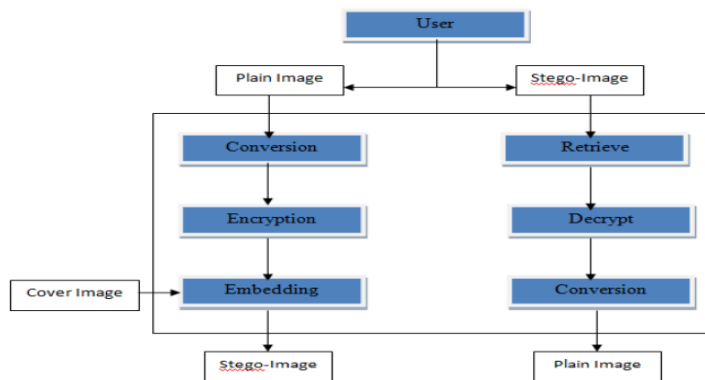 User
Plain Image
Stego-Image
Conversion
Retrieve
Encryption
Decrypt
Cover Image
Embedding
Conversion
Stego-Image
Plain Image